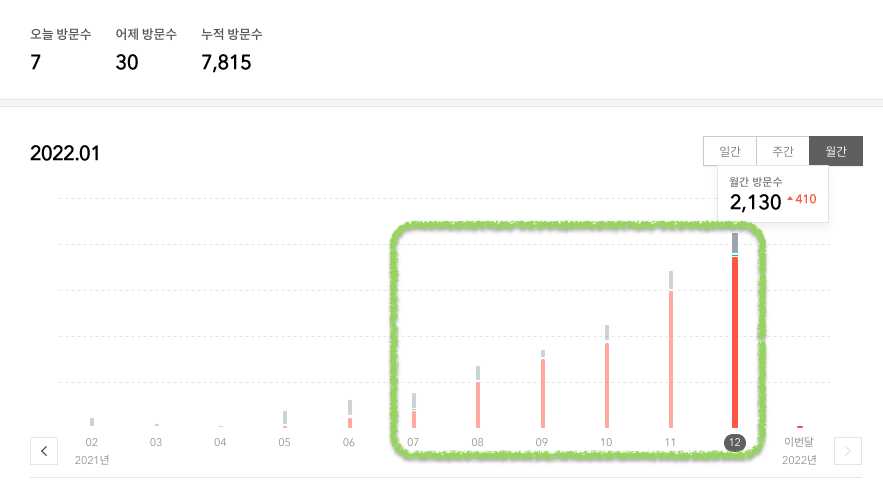 오늘 방문수 어제 방문수 누적 방문수
7 30 7,815
2022.01
일간 주간 월간
월간 방문수
2,130 ▲410
02 03 04 05 06 07 08 09 10 11 12 이번달
2021년 2022년